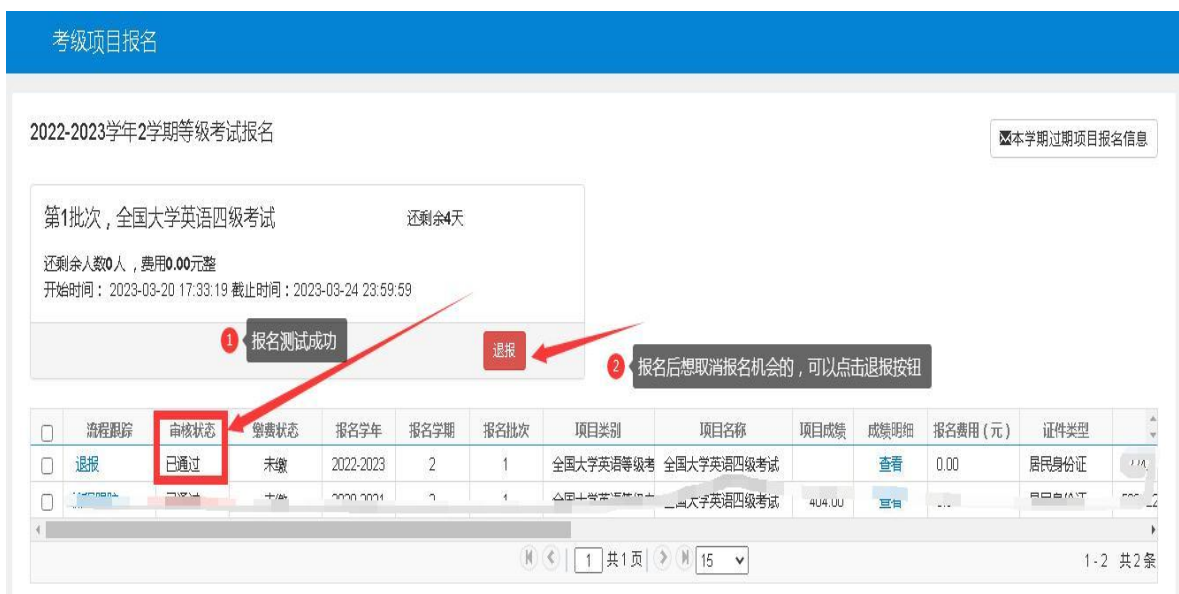 考级项目报名
2022-2023学年2学期等级考试报名
本学期过期项目报名信息
第1批次，全国大学英语四级考试 还剩余4天
还剩余人数0人，费用0.00元整
开始时间： 2023-03-20 17:33:19 截止时间：2023-03-24 23:59:59
1 报名测试成功
退报
2 报名后想取消报名机会的，可以点击退报按钮
流程跟踪 审核状态 缴费状态 报名学年 报名学期 报名批次 项目类别 项目名称 项目成绩 成绩明细 报名费用(元) 证件类型
退报 已通过 未缴 2022-2023 2 1 全国大学英语等级考 全国大学英语四级考试 查看 0.00 居民身份证
大学英语四级考试 404.00 查看
1 共1页 15 1-2 共2条